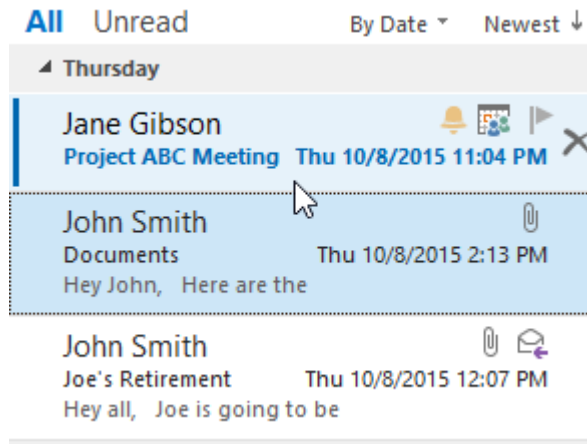 All Unread By Date Newest
Thursday
Jane Gibson
Project ABC Meeting Thu 10/8/2015 11:04 PM
John Smith
Documents Thu 10/8/2015 2:13 PM
Hey John, Here are the
John Smith
Joe's Retirement Thu 10/8/2015 12:07 PM
Hey all, Joe is going to be